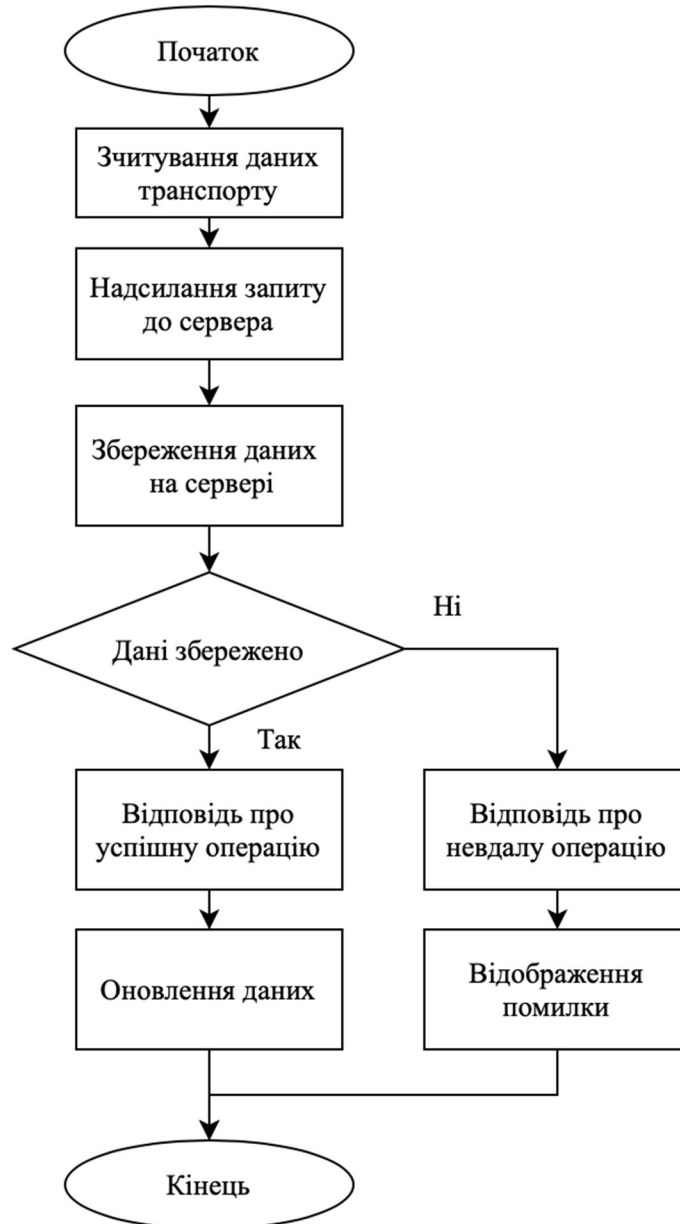 Початок
Зчитування даних
транспорту
Надсилання запиту
до сервера
Збереження даних
на сервері
Ні
Дані збережено
Так
Відповідь про
успішну операцію
Відповідь про
невдалу операцію
Оновлення даних
Відображення
помилки
Кінець